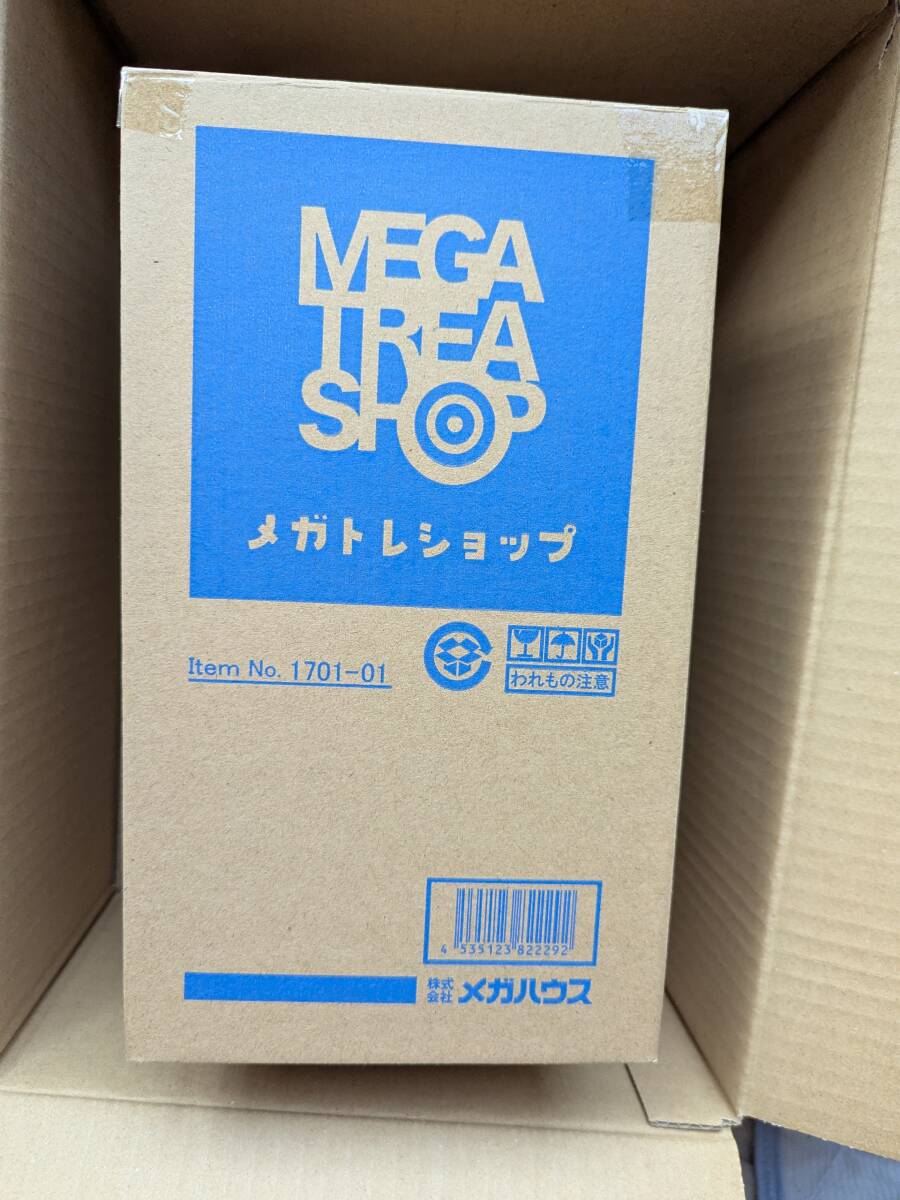 MEGA
TREA
SHOP
メガトレショップ
Item No. 1701-01
われもの注意
4 535123 822292
株式会社 メガハウス